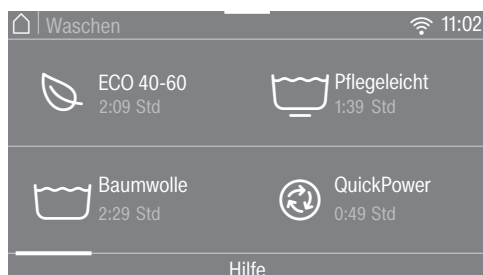 Waschen 11:02
ECO 40-60
2:09 Std
Pflegeleicht
1:39 Std
Baumwolle
2:29 Std
QuickPower
0:49 Std
Hilfe